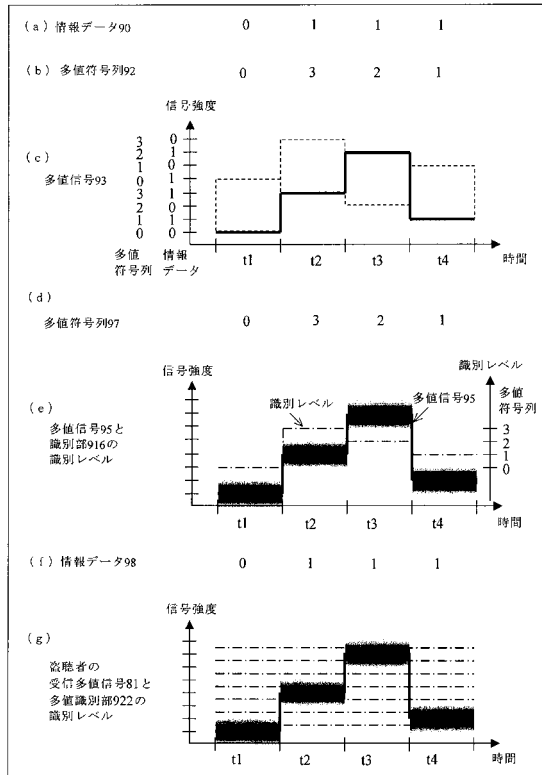 (a) 情報データ90 0 1 1 1
(b) 多値符号列92 0 3 2 1
信号強度
(c)
多値信号93
3 0
2 1
1 0
0 1
3 1
2 0
1 1
0 0
多値符号列 情報データ
t1 t2 t3 t4 時間
(d)
多値符号列97 0 3 2 1
信号強度 識別レベル
(e)
多値信号95と
識別部916の
識別レベル
識別レベル 多値信号95
多値
符号列
3
2
1
0
t1 t2 t3 t4 時間
(f) 情報データ98 0 1 1 1
信号強度
(g)
盗聴者の
受信多値信号81と
多値識別部922の
識別レベル
t1 t2 t3 t4 時間